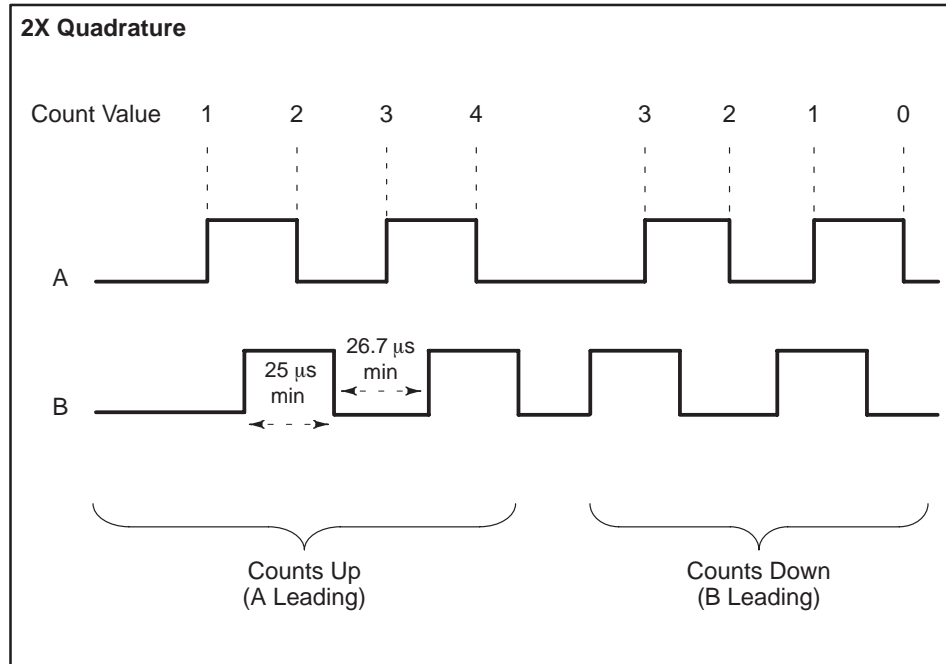 2X Quadrature
Count Value 1 2 3 4 3 2 1 0
A
26.7 μs
min
25 μs
min
B
Counts Up
(A Leading)
Counts Down
(B Leading)